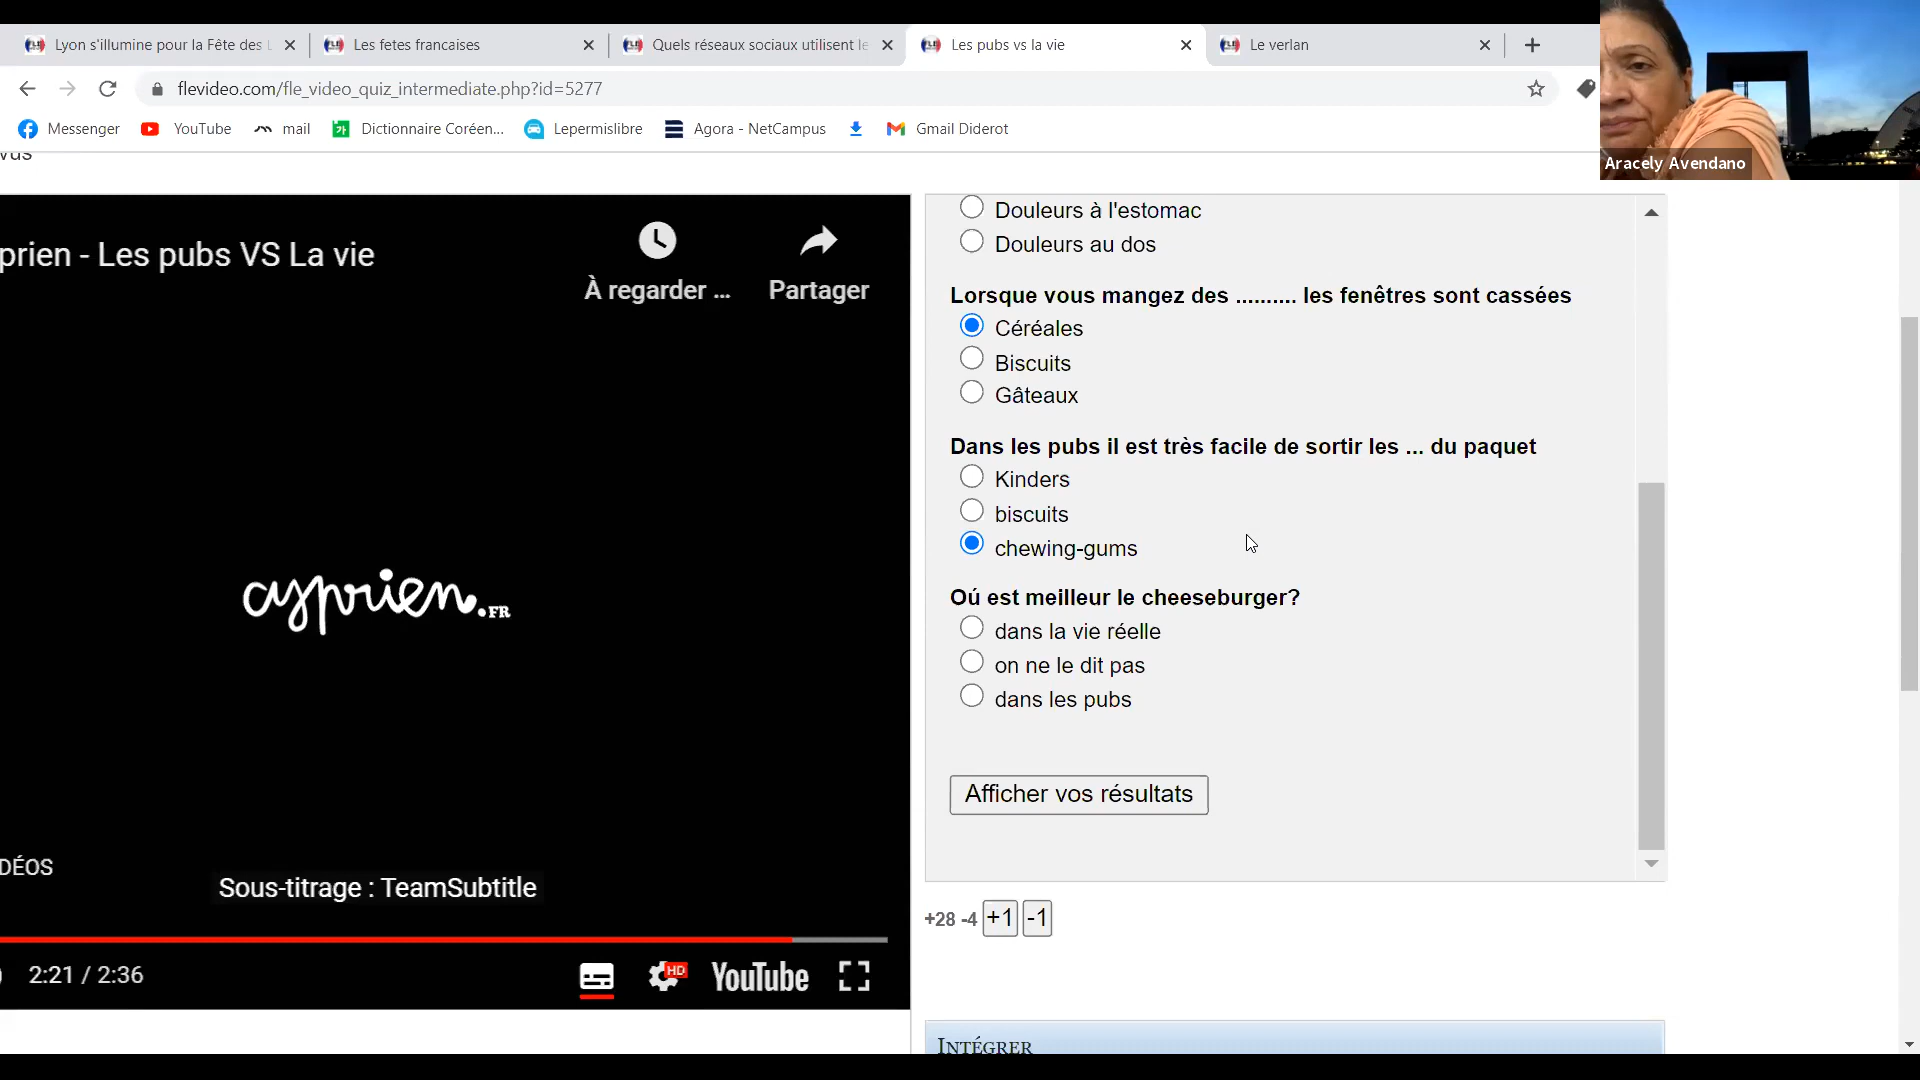 Lyon s'illumine pour la Fête des L
Les fetes francaises
Quels réseaux sociaux utilisent le
Les pubs vs la vie
Le verlan
flevideo.com/fle_video_quiz_intermediate.php?id=5277
Messenger
YouTube
mail
Dictionnaire Coréen...
Lepermislibre
Agora - NetCampus
Gmail Diderot
Aracely Avendano
vus
prien - Les pubs VS La vie
À regarder ...
Partager
cyprien.FR
DÉOS
Sous-titrage : TeamSubtitle
2:21 / 2:36
HD
YouTube
Douleurs à l'estomac
Douleurs au dos
Lorsque vous mangez des .......... les fenêtres sont cassées
Céréales
Biscuits
Gâteaux
Dans les pubs il est très facile de sortir les ... du paquet
Kinders
biscuits
chewing-gums
Oú est meilleur le cheeseburger?
dans la vie réelle
on ne le dit pas
dans les pubs
Afficher vos résultats
+28 -4 +1 -1
INTÉGRER